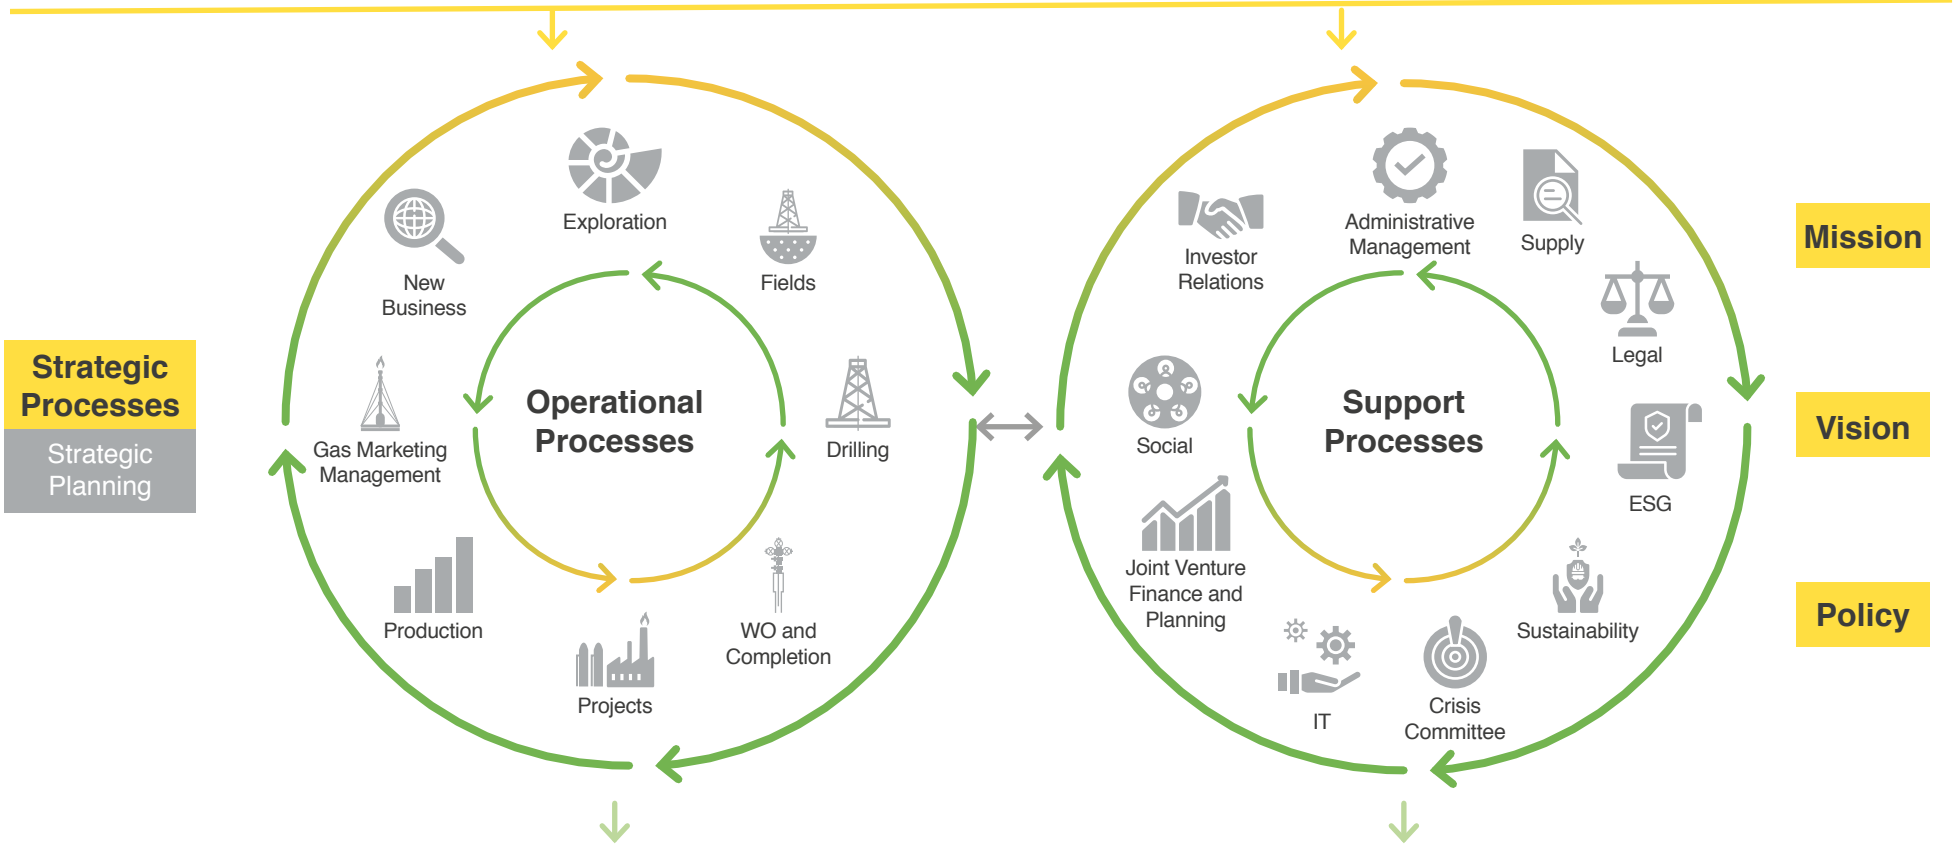 Strategic
Processes
Strategic
Planning
Operational
Processes
Exploration
Fields
Drilling
WO and
Completion
Projects
Production
Gas Marketing
Management
New
Business
Support
Processes
Administrative
Management
Supply
Legal
ESG
Sustainability
Crisis
Committee
IT
Joint Venture
Finance and
Planning
Social
Investor
Relations
Mission
Vision
Policy